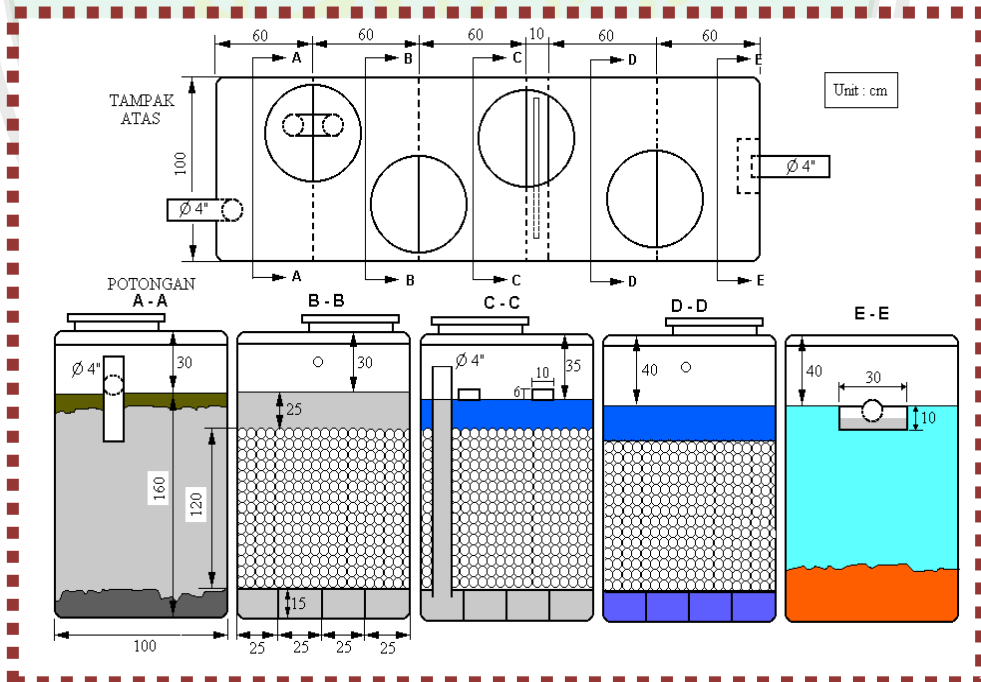 60 60 60 10 60 60
A B C D E
TAMPAK
ATAS
Unit : cm
100
Ø 4"
Ø 4"
A B C D E
POTONGAN
A - A B - B C - C D - D E - E
Ø 4" 30 30 Ø 4" 35 40 40
10 30
6
25 10
160 120
15
100 25 25 25 25